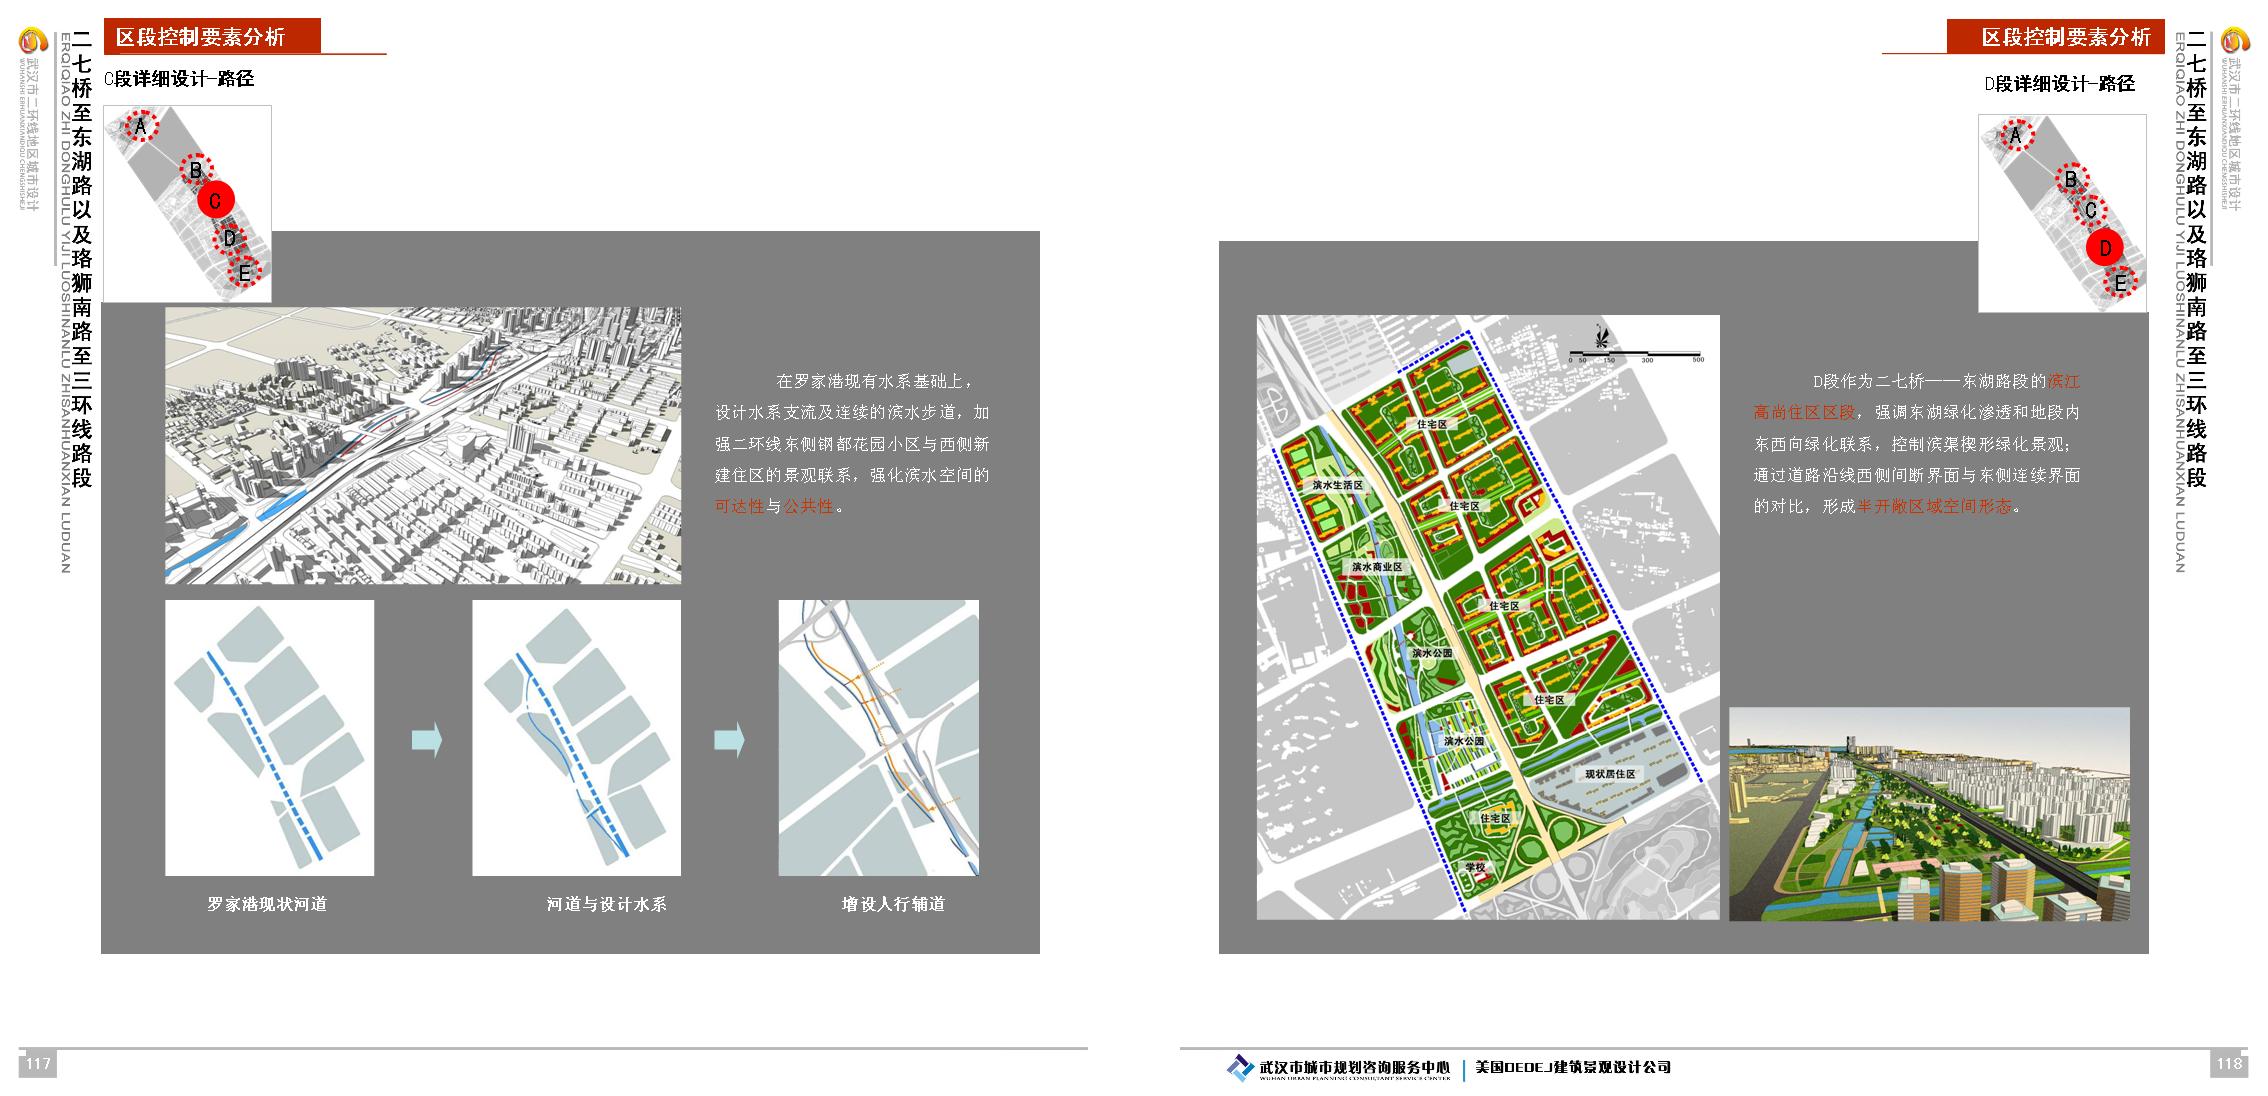 武汉市二环线地区城市设计
WUHANSHI ERHUANXIANDIQU CHENGSHISHEJI
二七桥至东湖路以及珞狮南路至三环线路段
ERQIQIAO ZHI DONGHULU YIJI LUOSHINANLU ZHISANHUANXIAN LUDUAN
区段控制要素分析
C段详细设计-路径
A
B
C
D
E
在罗家港现有水系基础上，
设计水系支流及连续的滨水步道，加
强二环线东侧钢都花园小区与西侧新
建住区的景观联系，强化滨水空间的
可达性与公共性。
罗家港现状河道
河道与设计水系
增设人行辅道
117
区段控制要素分析
D段详细设计-路径
A
B
C
D
E
0 50 150 300 500
住宅区
滨水生活区
住宅区
滨水商业区
住宅区
滨水公园
住宅区
滨水公园
现状居住区
住宅区
学校
D段作为二七桥——东湖路段的滨江
高尚住区区段，强调东湖绿化渗透和地段内
东西向绿化联系，控制滨渠楔形绿化景观；
通过道路沿线西侧间断界面与东侧连续界面
的对比，形成半开敞区域空间形态。
二七桥至东湖路以及珞狮南路至三环线路段
ERQIQIAO ZHI DONGHULU YIJI LUOSHINANLU ZHISANHUANXIAN LUDUAN
武汉市二环线地区城市设计
WUHANSHI ERHUANXIANDIQU CHENGSHISHEJI
武汉市城市规划咨询服务中心
WUHAN URBAN PLANNING CONSULTANT SERVICE CENTER
美国DEDEJ建筑景观设计公司
118